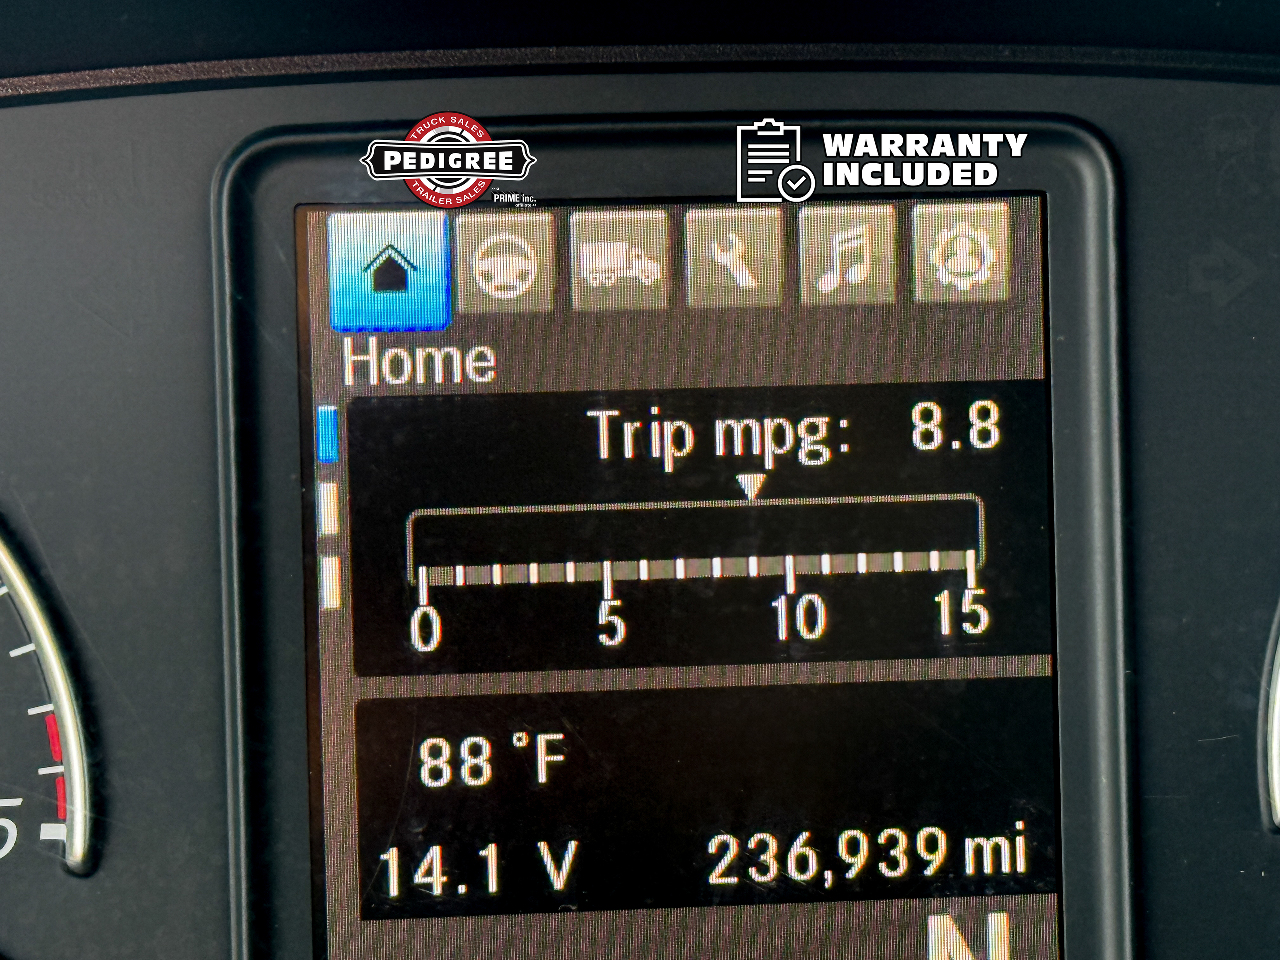 TRUCK SALES
PEDIGREE
TRAILER SALES
PRIME inc.
WARRANTY
INCLUDED
Home
Trip mpg: 8.8
0 5 10 15
88 °F
14.1 V 236,939 mi
N
5